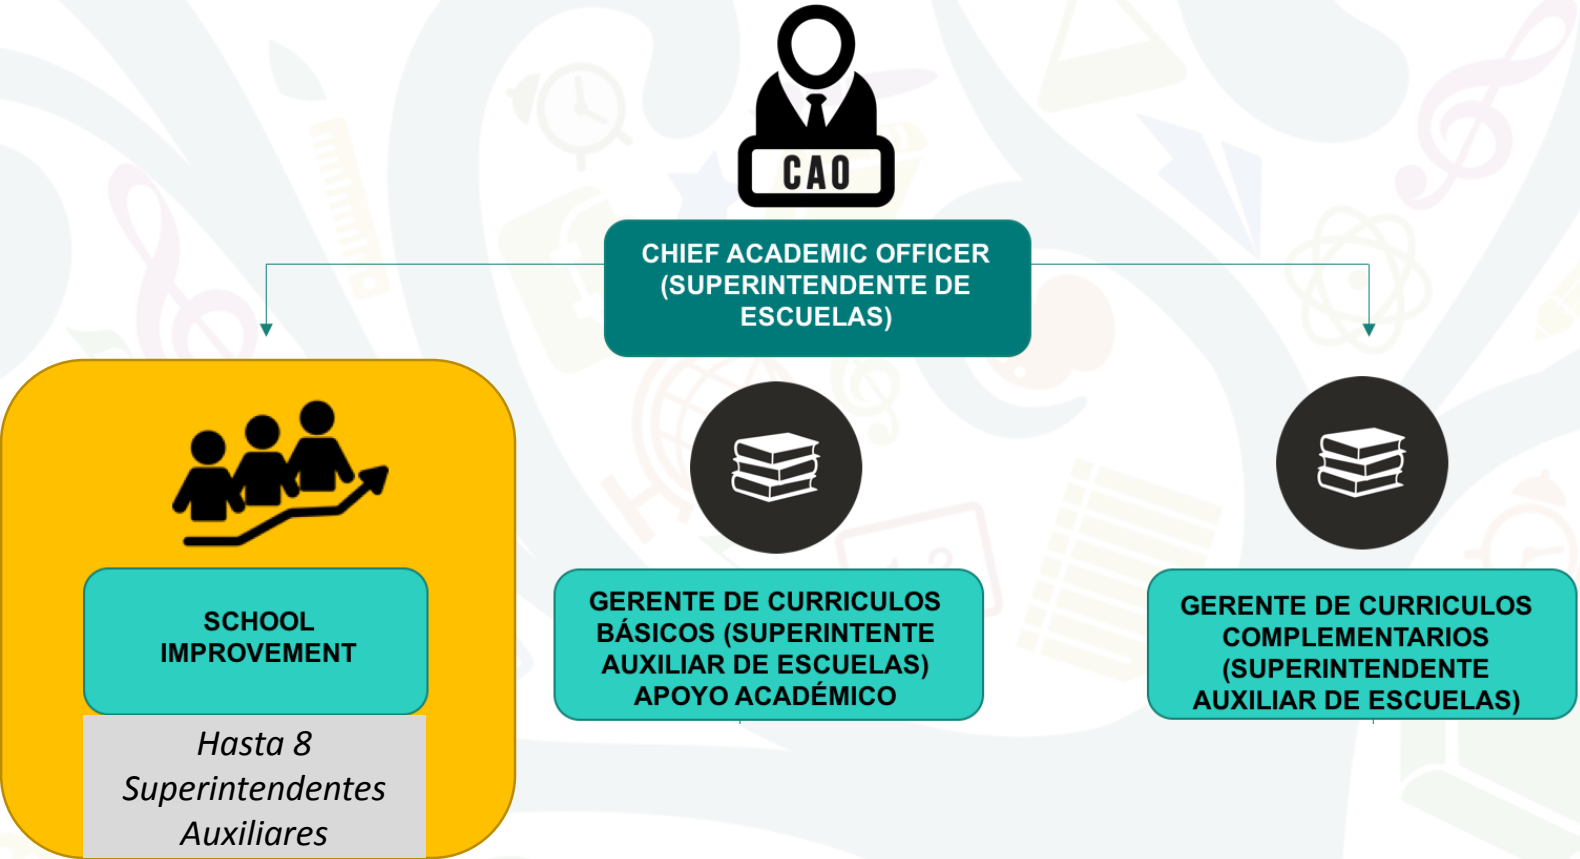 CAO
CHIEF ACADEMIC OFFICER
(SUPERINTENDENTE DE
ESCUELAS)
SCHOOL
IMPROVEMENT
Hasta 8
Superintendentes
Auxiliares
GERENTE DE CURRICULOS
BÁSICOS (SUPERINTENTE
AUXILIAR DE ESCUELAS)
APOYO ACADÉMICO
GERENTE DE CURRICULOS
COMPLEMENTARIOS
(SUPERINTENDENTE
AUXILIAR DE ESCUELAS)